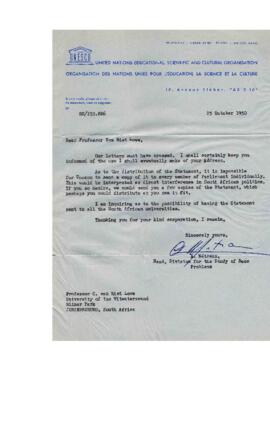 UNESCO
UNITED NATIONS EDUCATIONAL, SCIENTIFIC AND CULTURAL ORGANISATION
ORGANISATION DES NATIONS UNIES POUR L'ÉDUCATION, LA SCIENCE ET LA CULTURE
19, Avenue Kléber,
25 October 1950
Dear Professor Van Riet Lowe,
Our letters must have crossed. I shall certainly keep you
informed of the use I shall eventually make of your address.
As to the distribution of the Statement, it is impossible
for Unesco to send a copy of it to every member of Parliament individually.
This would be interpreted as direct interference in South African politics.
If you so desire, we could send you a few copies of the Statement, which
perhaps you could distribute as you see fit.
I am inquiring as to the possibility of having the Statement
sent to all the South African universities.
Thanking you for your kind cooperation, I remain,
Sincerely yours,
A. Métraux
Head, Division for the Study of Race
Problems
Professor C. van Riet Lowe
University of the Witwatersrand
Milner Park
JOHANNESBURG, South Africa